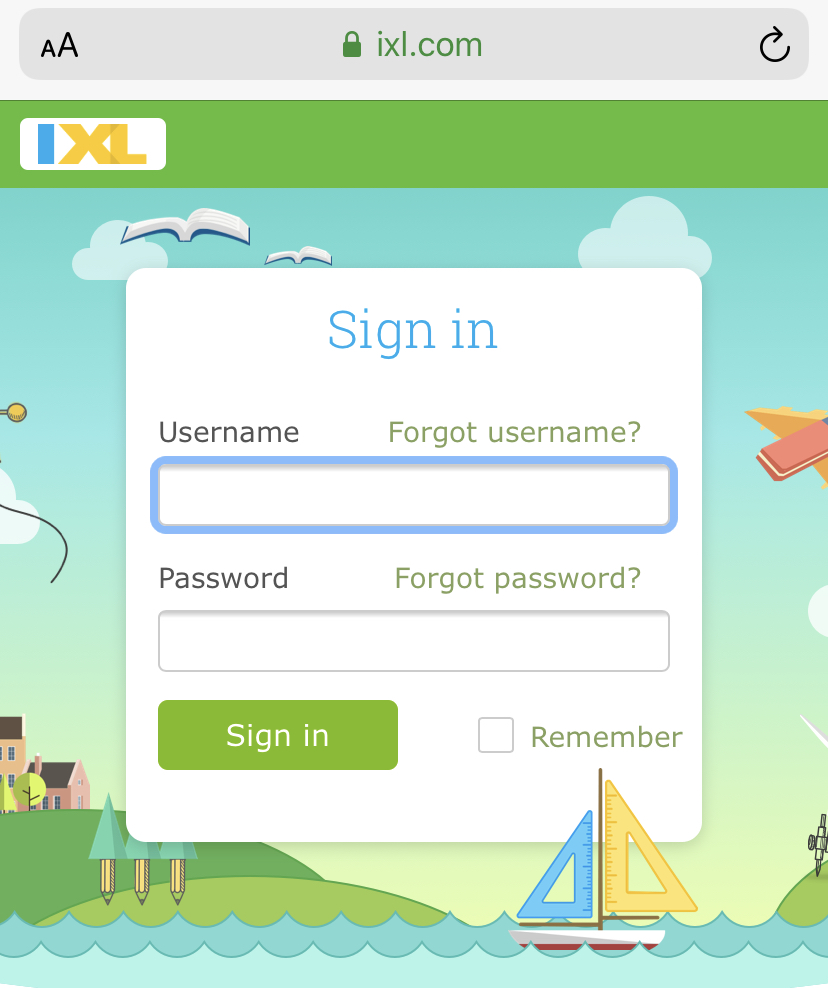 AA
ixl.com
IXL
Sign in
Username Forgot username?
Password Forgot password?
Sign in Remember